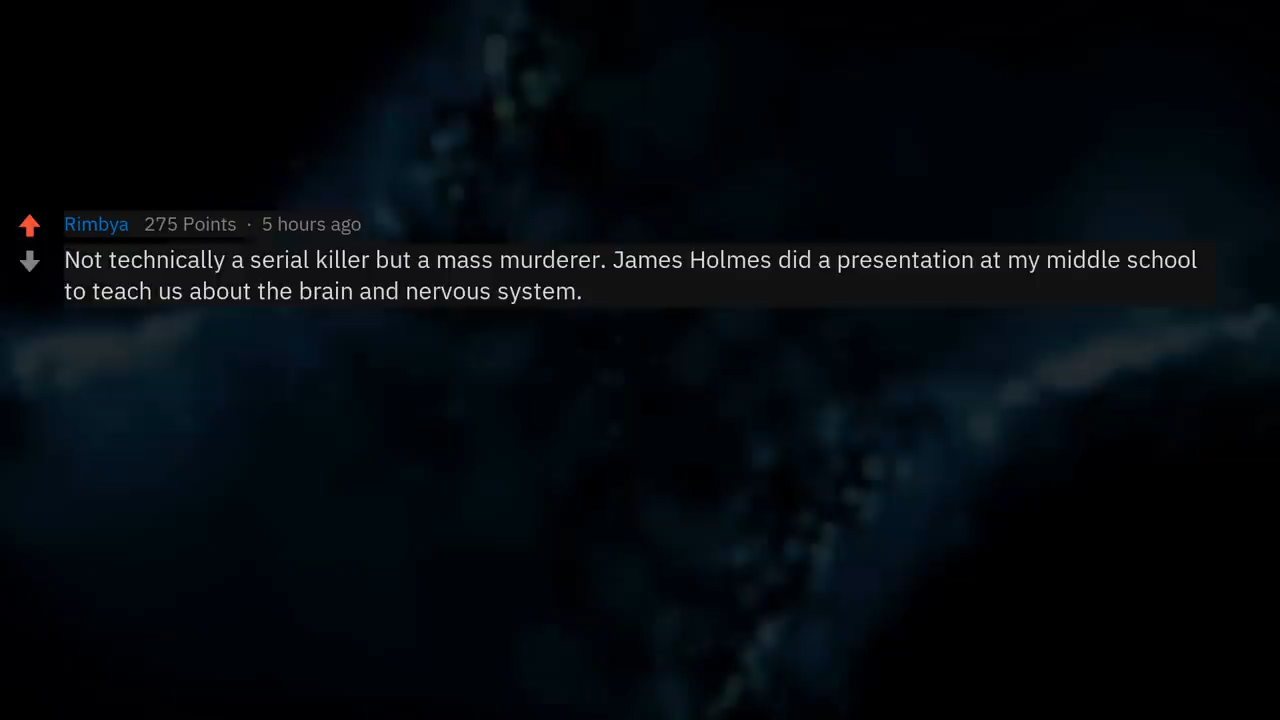 Rimbya 275 Points · 5 hours ago
Not technically a serial killer but a mass murderer. James Holmes did a presentation at my middle school
to teach us about the brain and nervous system.